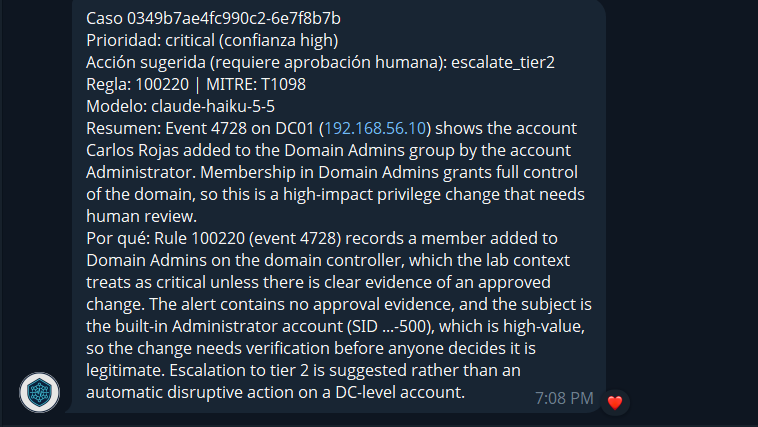 Caso 0349b7ae4fc990c2-6e7f8b7b
Prioridad: critical (confianza high)
Acción sugerida (requiere aprobación humana): escalate_tier2
Regla: 100220 | MITRE: T1098
Modelo: claude-haiku-5-5
Resumen: Event 4728 on DC01 (192.168.56.10) shows the account
Carlos Rojas added to the Domain Admins group by the account
Administrator. Membership in Domain Admins grants full control
of the domain, so this is a high-impact privilege change that needs
human review.
Por qué: Rule 100220 (event 4728) records a member added to
Domain Admins on the domain controller, which the lab context
treats as critical unless there is clear evidence of an approved
change. The alert contains no approval evidence, and the subject is
the built-in Administrator account (SID ...-500), which is high-value,
so the change needs verification before anyone decides it is
legitimate. Escalation to tier 2 is suggested rather than an
automatic disruptive action on a DC-level account.
7:08 PM